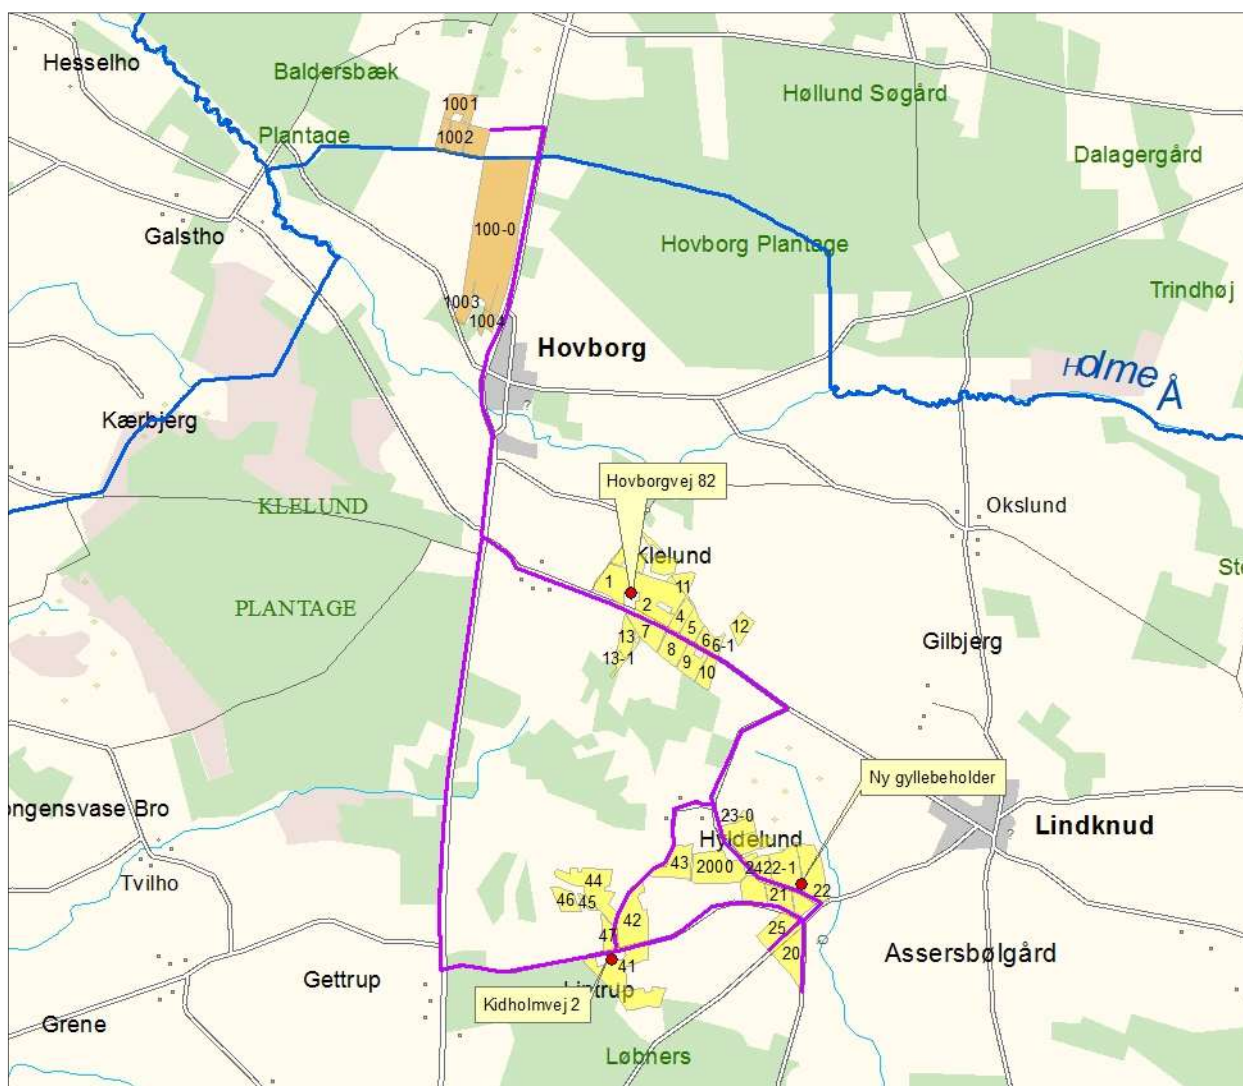 Hesselho
Baldersbæk
Plantage
1001
1002
Høllund Søgård
Dalagergård
Galstho
100-0
Hovborg Plantage
Trindhøj
1003
1004
Hovborg
Holme Å
Kærbjerg
?
Hovborgvej 82
KLELUND
Okslund
Klelund
1
11
2
4
5
7
6
6-1
12
13
13-1
8
9
10
PLANTAGE
Gilbjerg
Ny gyllebeholder
ongensvase Bro
23-0
Hyldelund
Lindknud
?
43
2000
24
22-1
22
21
Tvilho
44
46
45
42
25
47
20
41
Assersbølgård
Gettrup
Lintrup
Kidholmvej 2
Grene
Løbners